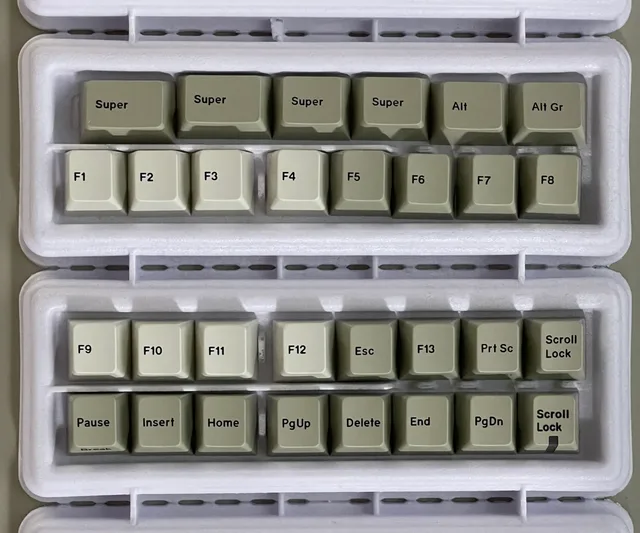 Super Super Super Super Alt Alt Gr
F1 F2 F3 F4 F5 F6 F7 F8
F9 F10 F11 F12 Esc F13 Prt Sc Scroll
Lock
Pause Insert Home PgUp Delete End PgDn Scroll
Lock
Break